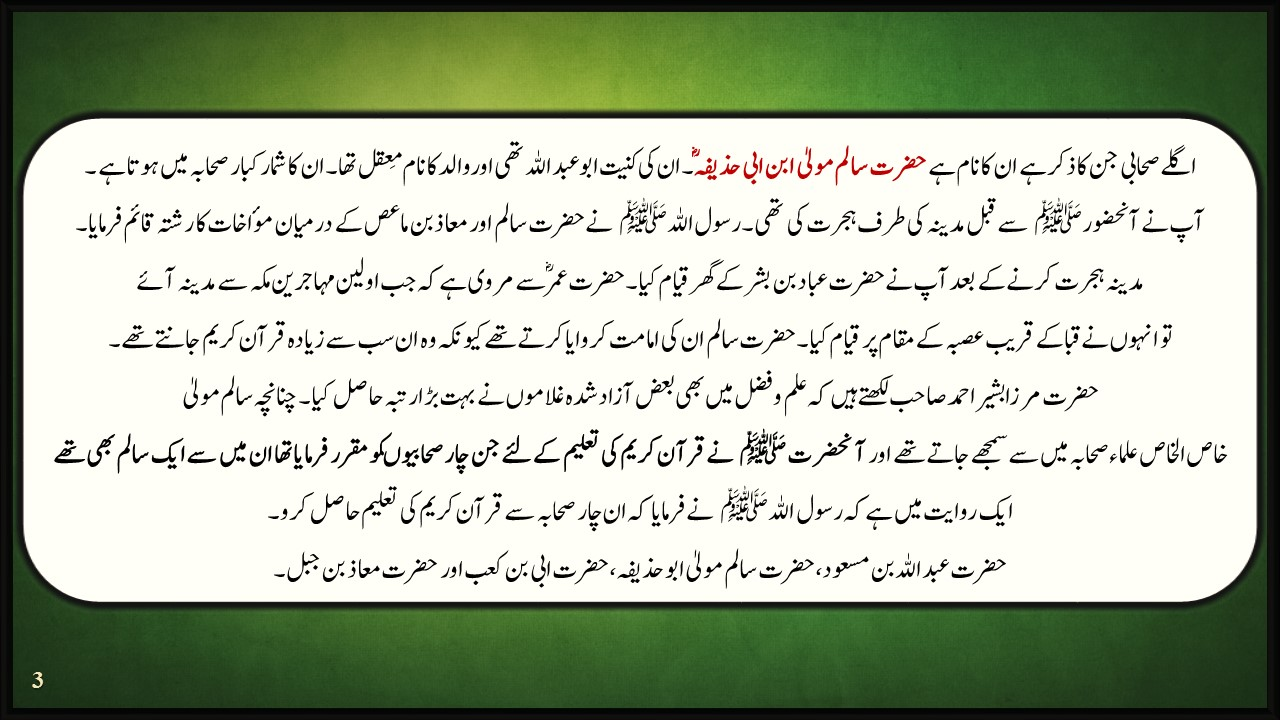 اگلے صحابی جن کا ذکر ہے ان کا نام ہے حضرت سالم مولیٰ ابن ابی حذیفہؓ۔ ان کی کنیت ابو عبد اللہ تھی اور والد کا نام مِعقل تھا۔ ان کا شمار کبار صحابہ میں ہوتا ہے۔
آپ نے آنحضور ﷺ سے قبل مدینہ کی طرف ہجرت کی تھی۔ رسول اللہ ﷺ نے حضرت سالم اور معاذ بن ماعص کے درمیان مؤاخات کا رشتہ قائم فرمایا۔
مدینہ ہجرت کرنے کے بعد آپ نے حضرت عباد بن بشر کے گھر قیام کیا۔ حضرت عمرؓ سے مروی ہے کہ جب اولین مہاجرین مکہ سے مدینہ آئے
تو انہوں نے قبا کے قریب عصبہ کے مقام پر قیام کیا۔ حضرت سالم ان کی امامت کروایا کرتے تھے کیونکہ وہ ان سب سے زیادہ قرآن کریم جانتے تھے۔
حضرت مرزا بشیر احمد صاحب لکھتے ہیں کہ علم و فضل میں بھی بعض آزاد شدہ غلاموں نے بہت بڑا رتبہ حاصل کیا۔ چنانچہ سالم مولیٰ
خاص الخاص علماء صحابہ میں سے سمجھے جاتے تھے اور آنحضرت ﷺ نے قرآن کریم کی تعلیم کے لئے جن چار صحابیوں کو مقرر فرمایا تھا ان میں سے ایک سالم بھی تھے
ایک روایت میں ہے کہ رسول اللہ ﷺ نے فرمایا کہ ان چار صحابہ سے قرآن کریم کی تعلیم حاصل کرو۔
حضرت عبد اللہ بن مسعود، حضرت سالم مولیٰ ابو حذیفہ، حضرت ابی بن کعب اور حضرت معاذ بن جبل۔
3